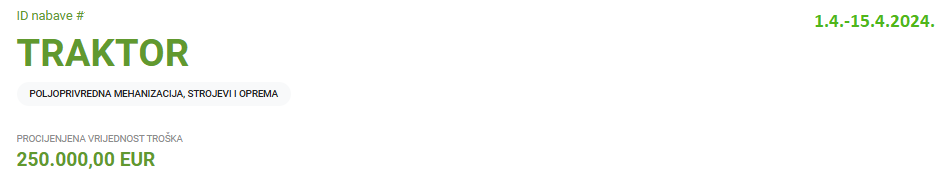 ID nabave #
1.4.-15.4.2024.
TRAKTOR
POLJOPRIVREDNA MEHANIZACIJA, STROJEVI I OPREMA
PROCIJENJENA VRIJEDNOST TROŠKA
250.000,00 EUR